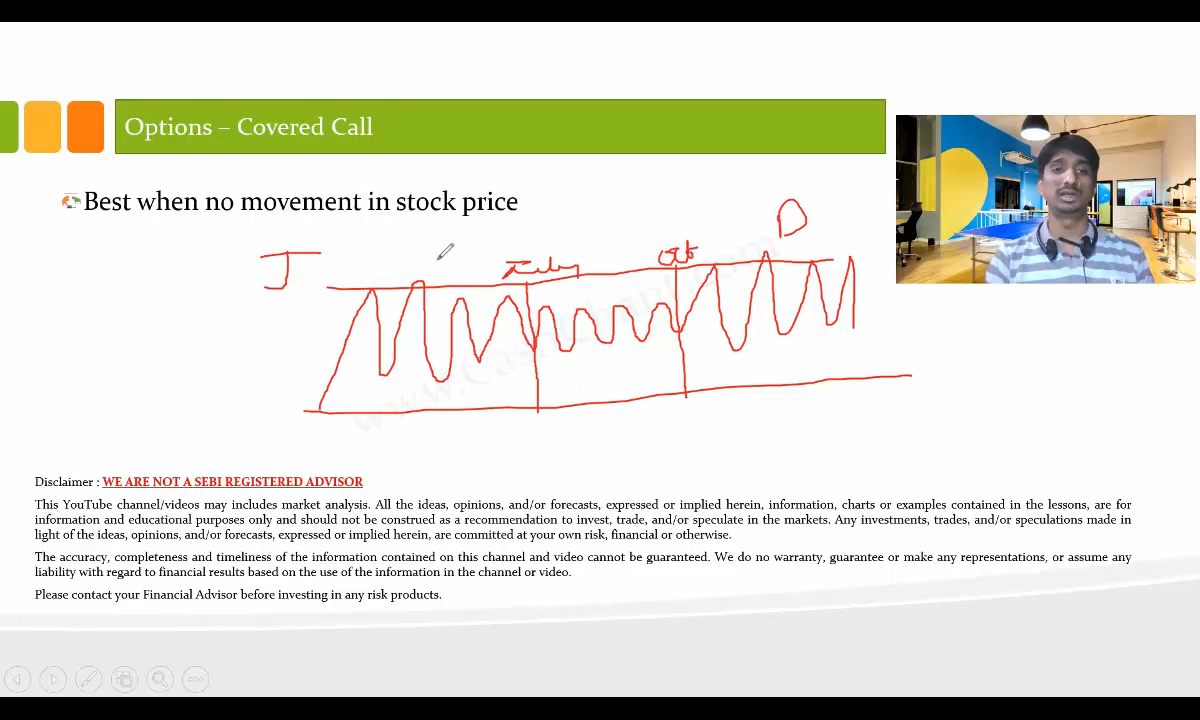 Options – Covered Call
Best when no movement in stock price
J
July
Oct
D
Disclaimer : WE ARE NOT A SEBI REGISTERED ADVISOR
This YouTube channel/videos may includes market analysis. All the ideas, opinions, and/or forecasts, expressed or implied herein, information, charts or examples contained in the lessons, are for
information and educational purposes only and should not be construed as a recommendation to invest, trade, and/or speculate in the markets. Any investments, trades, and/or speculations made in
light of the ideas, opinions, and/or forecasts, expressed or implied herein, are committed at your own risk, financial or otherwise.
The accuracy, completeness and timeliness of the information contained on this channel and video cannot be guaranteed. We do no warranty, guarantee or make any representations, or assume any
liability with regard to financial results based on the use of the information in the channel or video.
Please contact your Financial Advisor before investing in any risk products.